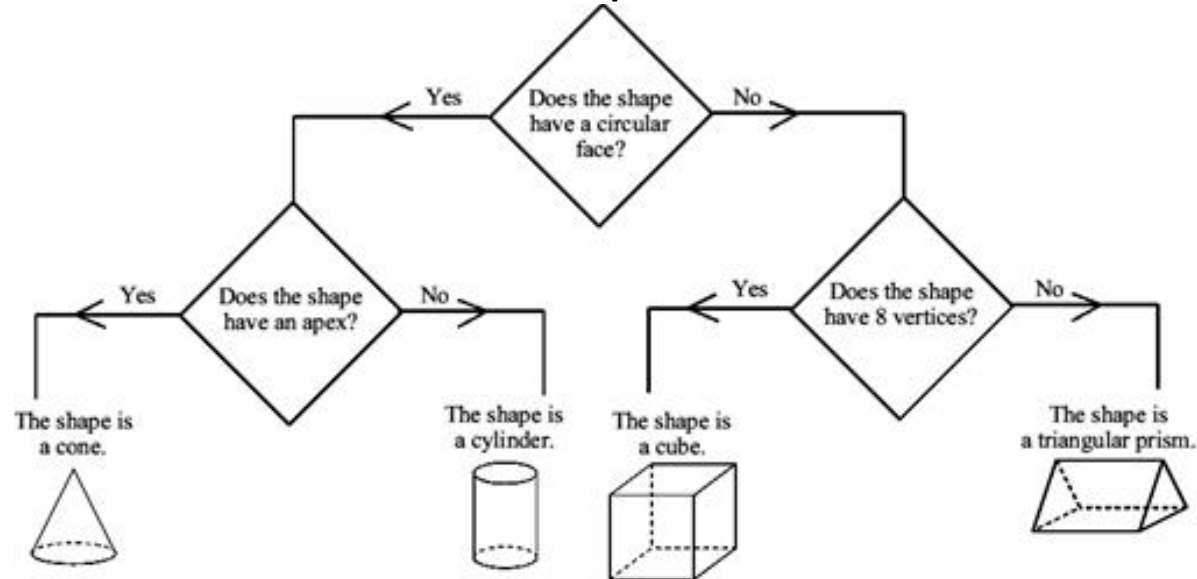 Does the shape
have a circular
face?
Yes
No
Does the shape
have an apex?
Yes
No
Does the shape
have 8 vertices?
Yes
No
The shape is
a cone.
The shape is
a cylinder.
The shape is
a cube.
The shape is
a triangular prism.